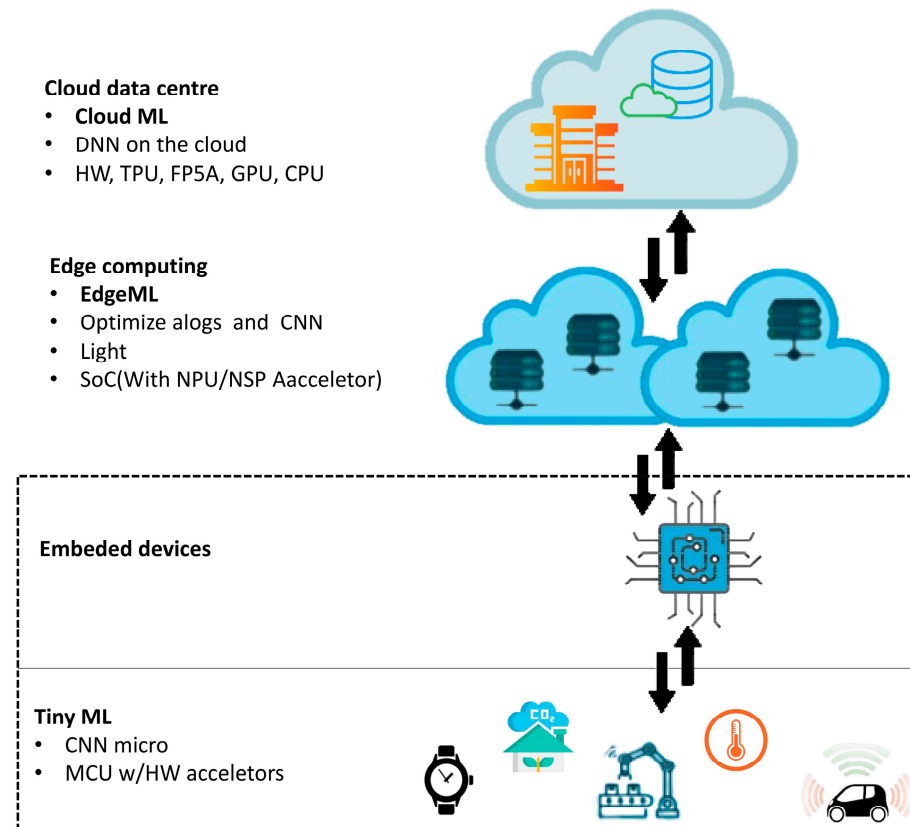 Cloud data centre
• Cloud ML
• DNN on the cloud
• HW, TPU, FP5A, GPU, CPU
Edge computing
• EdgeML
• Optimize alogs and CNN
• Light
• SoC(With NPU/NSP Aacceletor)
Embeded devices
Tiny ML
• CNN micro
• MCU w/HW acceletors
CO₂